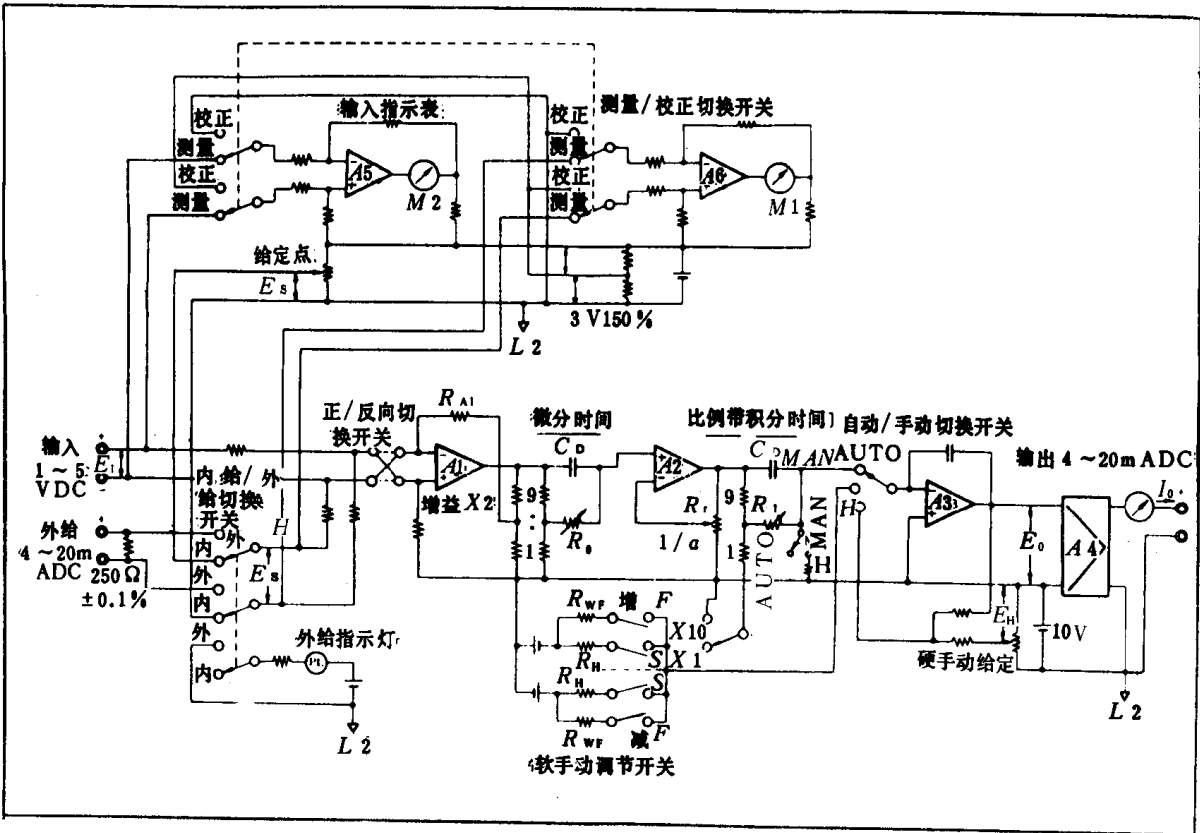 校正
测量
校正
测量
输入指示表
A5
M2
校正
测量
校正
测量
测量/校正切换开关
A6
M1
给定点
Es
3V150%
L2
输入
1~5
VDC
E1
外给
4~20m
ADC
250Ω
±0.1%
内给/外
给切换
开关
外
内
外
内
外
内
H
Es
外给指示灯
PL
L2
正/反向切
换开关
RA1
A1
增益X2
微分时间
CD
9
1
9
1
A2
比例带积分时间
9
1
1/a
AUTO
MAN
自动/手动切换开关
AUTO
MAN
H
H
A3
E0
EH
硬手动给定
10V
A4
输出4~20mADC
I0
L2
RWF
增
F
RH
S
X10
X1
RH
S
RWF
减
F
软手动调节开关